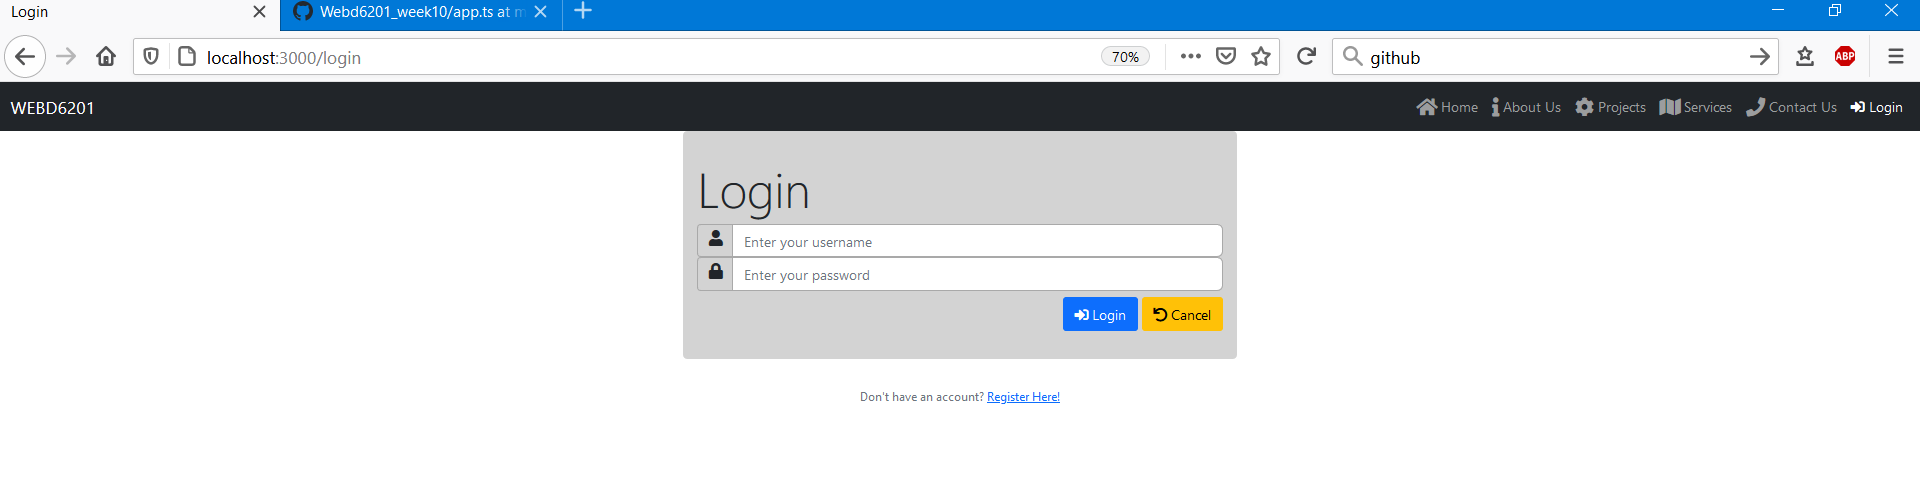 Login
Webd6201_week10/app.ts at m
localhost:3000/login
70%
github
ABP
WEBD6201
Home
About Us
Projects
Services
Contact Us
Login
Login
Enter your username
Enter your password
Login
Cancel
Don't have an account? Register Here!